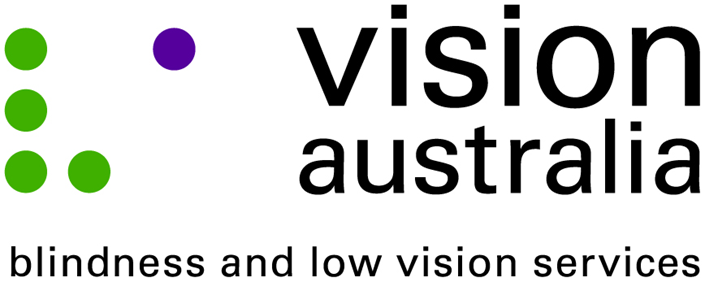 vision
australia
blindness and low vision services